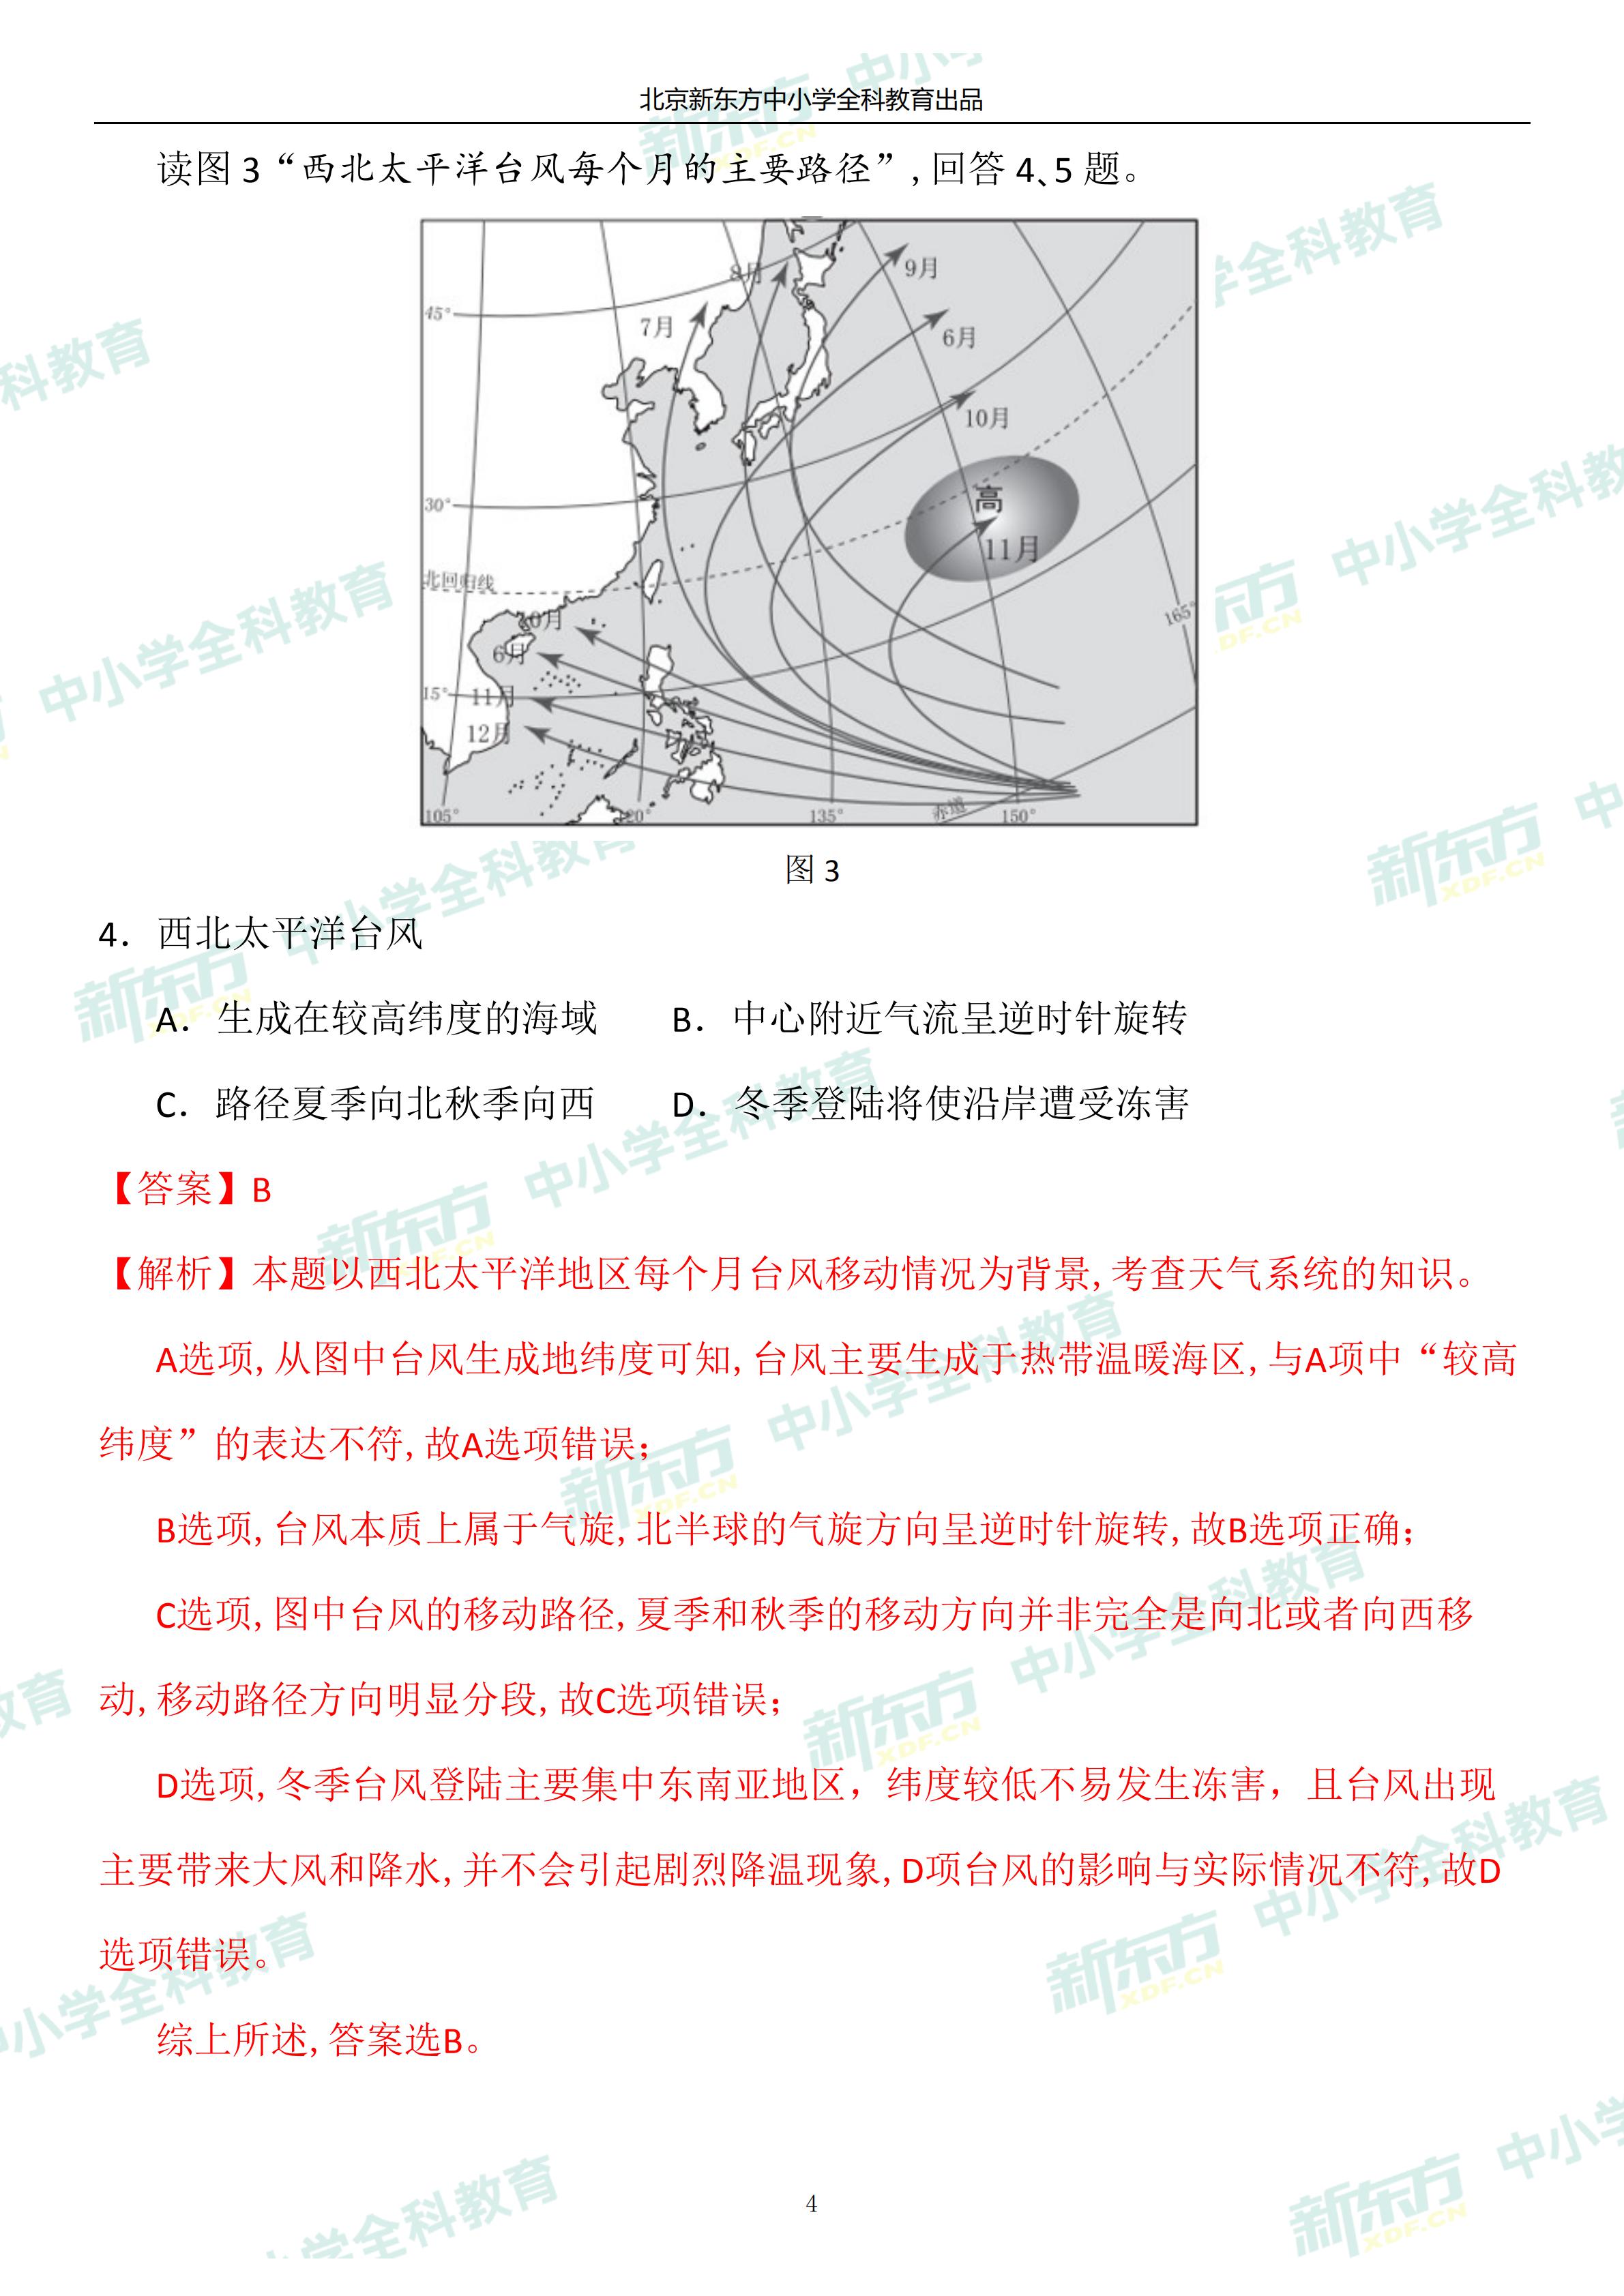 北京新东方中小学全科教育出品
读图 3“西北太平洋台风每个月的主要路径”,回答 4、5 题。
8月
9月
45°
7月
6月
10月
30°
高
11月
北回归线
165°
0月
6月
15°
11月
12月
赤道
105°
20°
135°
150°
图 3
4. 西北太平洋台风
A. 生成在较高纬度的海域 B. 中心附近气流呈逆时针旋转
C. 路径夏季向北秋季向西 D. 冬季登陆将使沿岸遭受冻害
【答案】B
【解析】本题以西北太平洋地区每个月台风移动情况为背景,考查天气系统的知识。
A选项,从图中台风生成地纬度可知,台风主要生成于热带温暖海区,与A项中“较高
纬度”的表达不符,故A选项错误;
B选项,台风本质上属于气旋,北半球的气旋方向呈逆时针旋转,故B选项正确;
C选项,图中台风的移动路径,夏季和秋季的移动方向并非完全是向北或者向西移
动,移动路径方向明显分段,故C选项错误;
D选项,冬季台风登陆主要集中东南亚地区，纬度较低不易发生冻害，且台风出现
主要带来大风和降水,并不会引起剧烈降温现象,D项台风的影响与实际情况不符,故D
选项错误。
综上所述,答案选B。
4
新东方 XDF.CN 中小学全科教育